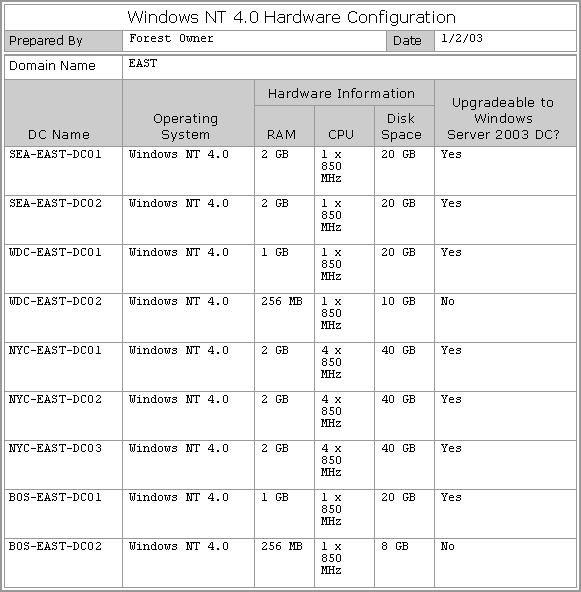 Windows NT 4.0 Hardware Configuration
Prepared By Forest Owner Date 1/2/03
Domain Name EAST
DC Name Operating System Hardware Information RAM CPU Disk Space Upgradeable to Windows Server 2003 DC?
SEA-EAST-DC01 Windows NT 4.0 2 GB 1 x 850 MHz 20 GB Yes
SEA-EAST-DC02 Windows NT 4.0 2 GB 1 x 850 MHz 20 GB Yes
WDC-EAST-DC01 Windows NT 4.0 1 GB 1 x 850 MHz 20 GB Yes
WDC-EAST-DC02 Windows NT 4.0 256 MB 1 x 850 MHz 10 GB No
NYC-EAST-DC01 Windows NT 4.0 2 GB 4 x 850 MHz 40 GB Yes
NYC-EAST-DC02 Windows NT 4.0 2 GB 4 x 850 MHz 40 GB Yes
NYC-EAST-DC03 Windows NT 4.0 2 GB 4 x 850 MHz 40 GB Yes
BOS-EAST-DC01 Windows NT 4.0 1 GB 1 x 850 MHz 20 GB Yes
BOS-EAST-DC02 Windows NT 4.0 256 MB 1 x 850 MHz 8 GB No